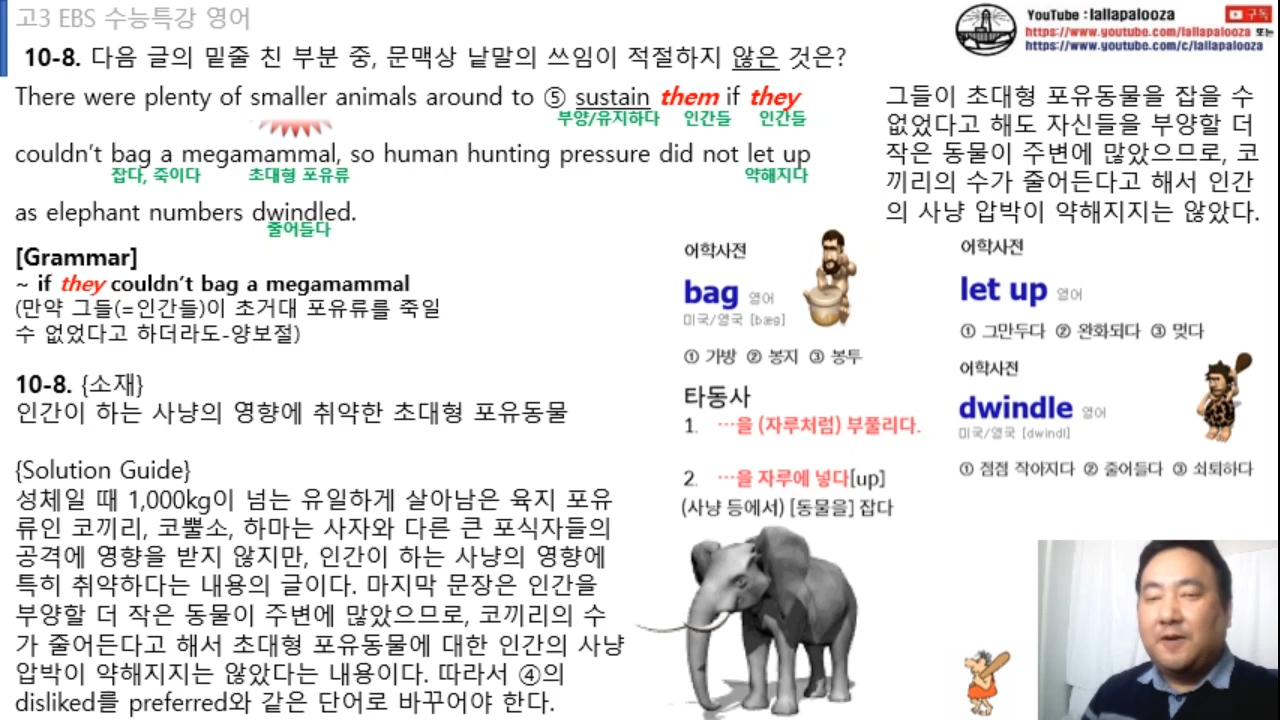 고3 EBS 수능특강 영어
YouTube : lallapalooza
구독
https://www.youtube.com/lallapalooza 또는
https://www.youtube.com/c/lallapalooza
10-8. 다음 글의 밑줄 친 부분 중, 문맥상 낱말의 쓰임이 적절하지 않은 것은?
There were plenty of smaller animals around to ⑤ sustain them if they
부양/유지하다 인간들 인간들
couldn't bag a megamammal, so human hunting pressure did not let up
잡다, 죽이다 초대형 포유류 약해지다
as elephant numbers dwindled.
줄어들다
그들이 초대형 포유동물을 잡을 수
없었다고 해도 자신들을 부양할 더
작은 동물이 주변에 많았으므로, 코
끼리의 수가 줄어든다고 해서 인간
의 사냥 압박이 약해지지는 않았다.
[Grammar]
~ if they couldn't bag a megamammal
(만약 그들(=인간들)이 초거대 포유류를 죽일
수 없었다고 하더라도-양보절)
10-8. {소재}
인간이 하는 사냥의 영향에 취약한 초대형 포유동물
{Solution Guide}
성체일 때 1,000kg이 넘는 유일하게 살아남은 육지 포유
류인 코끼리, 코뿔소, 하마는 사자와 다른 큰 포식자들의
공격에 영향을 받지 않지만, 인간이 하는 사냥의 영향에
특히 취약하다는 내용의 글이다. 마지막 문장은 인간을
부양할 더 작은 동물이 주변에 많았으므로, 코끼리의 수
가 줄어든다고 해서 초대형 포유동물에 대한 인간의 사냥
압박이 약해지지는 않았다는 내용이다. 따라서 ④의
disliked를 preferred와 같은 단어로 바꾸어야 한다.
어학사전
bag 영어
미국/영국 [bæg]
① 가방 ② 봉지 ③ 봉투
타동사
1. …을 (자루처럼) 부풀리다.
2. …을 자루에 넣다[up]
(사냥 등에서) [동물을] 잡다
어학사전
let up 영어
① 그만두다 ② 완화되다 ③ 멎다
어학사전
dwindle 영어
미국/영국 [dwindl]
① 점점 작아지다 ② 줄어들다 ③ 쇠퇴하다